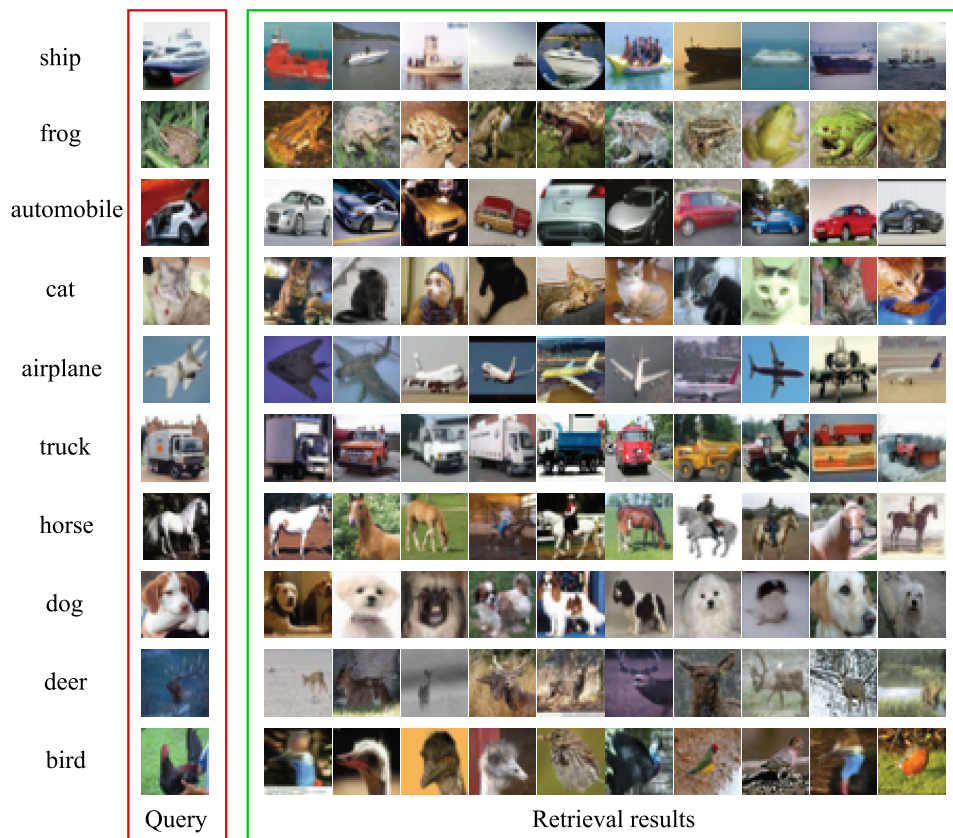 ship
frog
automobile
cat
airplane
truck
horse
dog
deer
bird
Query
Retrieval results